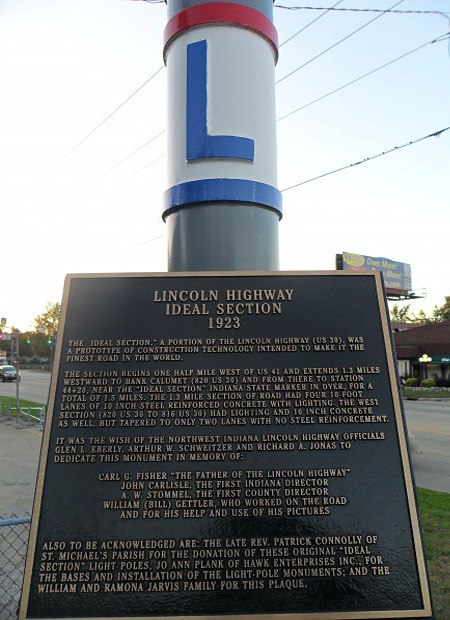 L
Own More!
LINCOLN HIGHWAY
IDEAL SECTION
1923
THE IDEAL SECTION," A PORTION OF THE LINCOLN HIGHWAY (US 30), WAS
A PROTOTYPE OF CONSTRUCTION TECHNOLOGY INTENDED TO MAKE IT THE
FINEST ROAD IN THE WORLD.
THE SECTION BEGINS ONE HALF MILE WEST OF US 41 AND EXTENDS 1.3 MILES
WESTWARD TO BANK CALUMET (820 US 30) AND FROM THERE TO STATION
44+20, NEAR THE "IDEAL SECTION" INDIANA STATE MARKER IN DYER; FOR A
TOTAL OF 1.5 MILES. THE 1.3 MILE SECTION OF ROAD HAD FOUR 10-FOOT
LANES OF 10 INCH STEEL REINFORCED CONCRETE WITH LIGHTING. THE WEST
SECTION (820 US 30 TO 816 US 30) HAD LIGHTING AND 10 INCH CONCRETE
AS WELL, BUT TAPERED TO ONLY TWO LANES WITH NO STEEL REINFORCEMENT.
IT WAS THE WISH OF THE NORTHWEST INDIANA LINCOLN HIGHWAY OFFICIALS
GLEN L. EBERLY, ARTHUR W. SCHWEITZER AND RICHARD A. JONAS TO
DEDICATE THIS MONUMENT IN MEMORY OF:
CARL G. FISHER "THE FATHER OF THE LINCOLN HIGHWAY"
JOHN CARLISLE, THE FIRST INDIANA DIRECTOR
A. W. STOMMEL, THE FIRST COUNTY DIRECTOR
WILLIAM (BILL) GETTLER, WHO WORKED ON THE ROAD
AND FOR HIS HELP AND USE OF HIS PICTURES
ALSO TO BE ACKNOWLEDGED ARE: THE LATE REV. PATRICK CONNOLLY OF
ST. MICHAEL'S PARISH FOR THE DONATION OF THESE ORIGINAL "IDEAL
SECTION" LIGHT POLES, JO ANN PLANK OF HAWK ENTERPRISES INC., FOR
THE BASES AND INSTALLATION OF THE LIGHT-POLE MONUMENTS; AND THE
WILLIAM AND RAMONA JARVIS FAMILY FOR THIS PLAQUE.